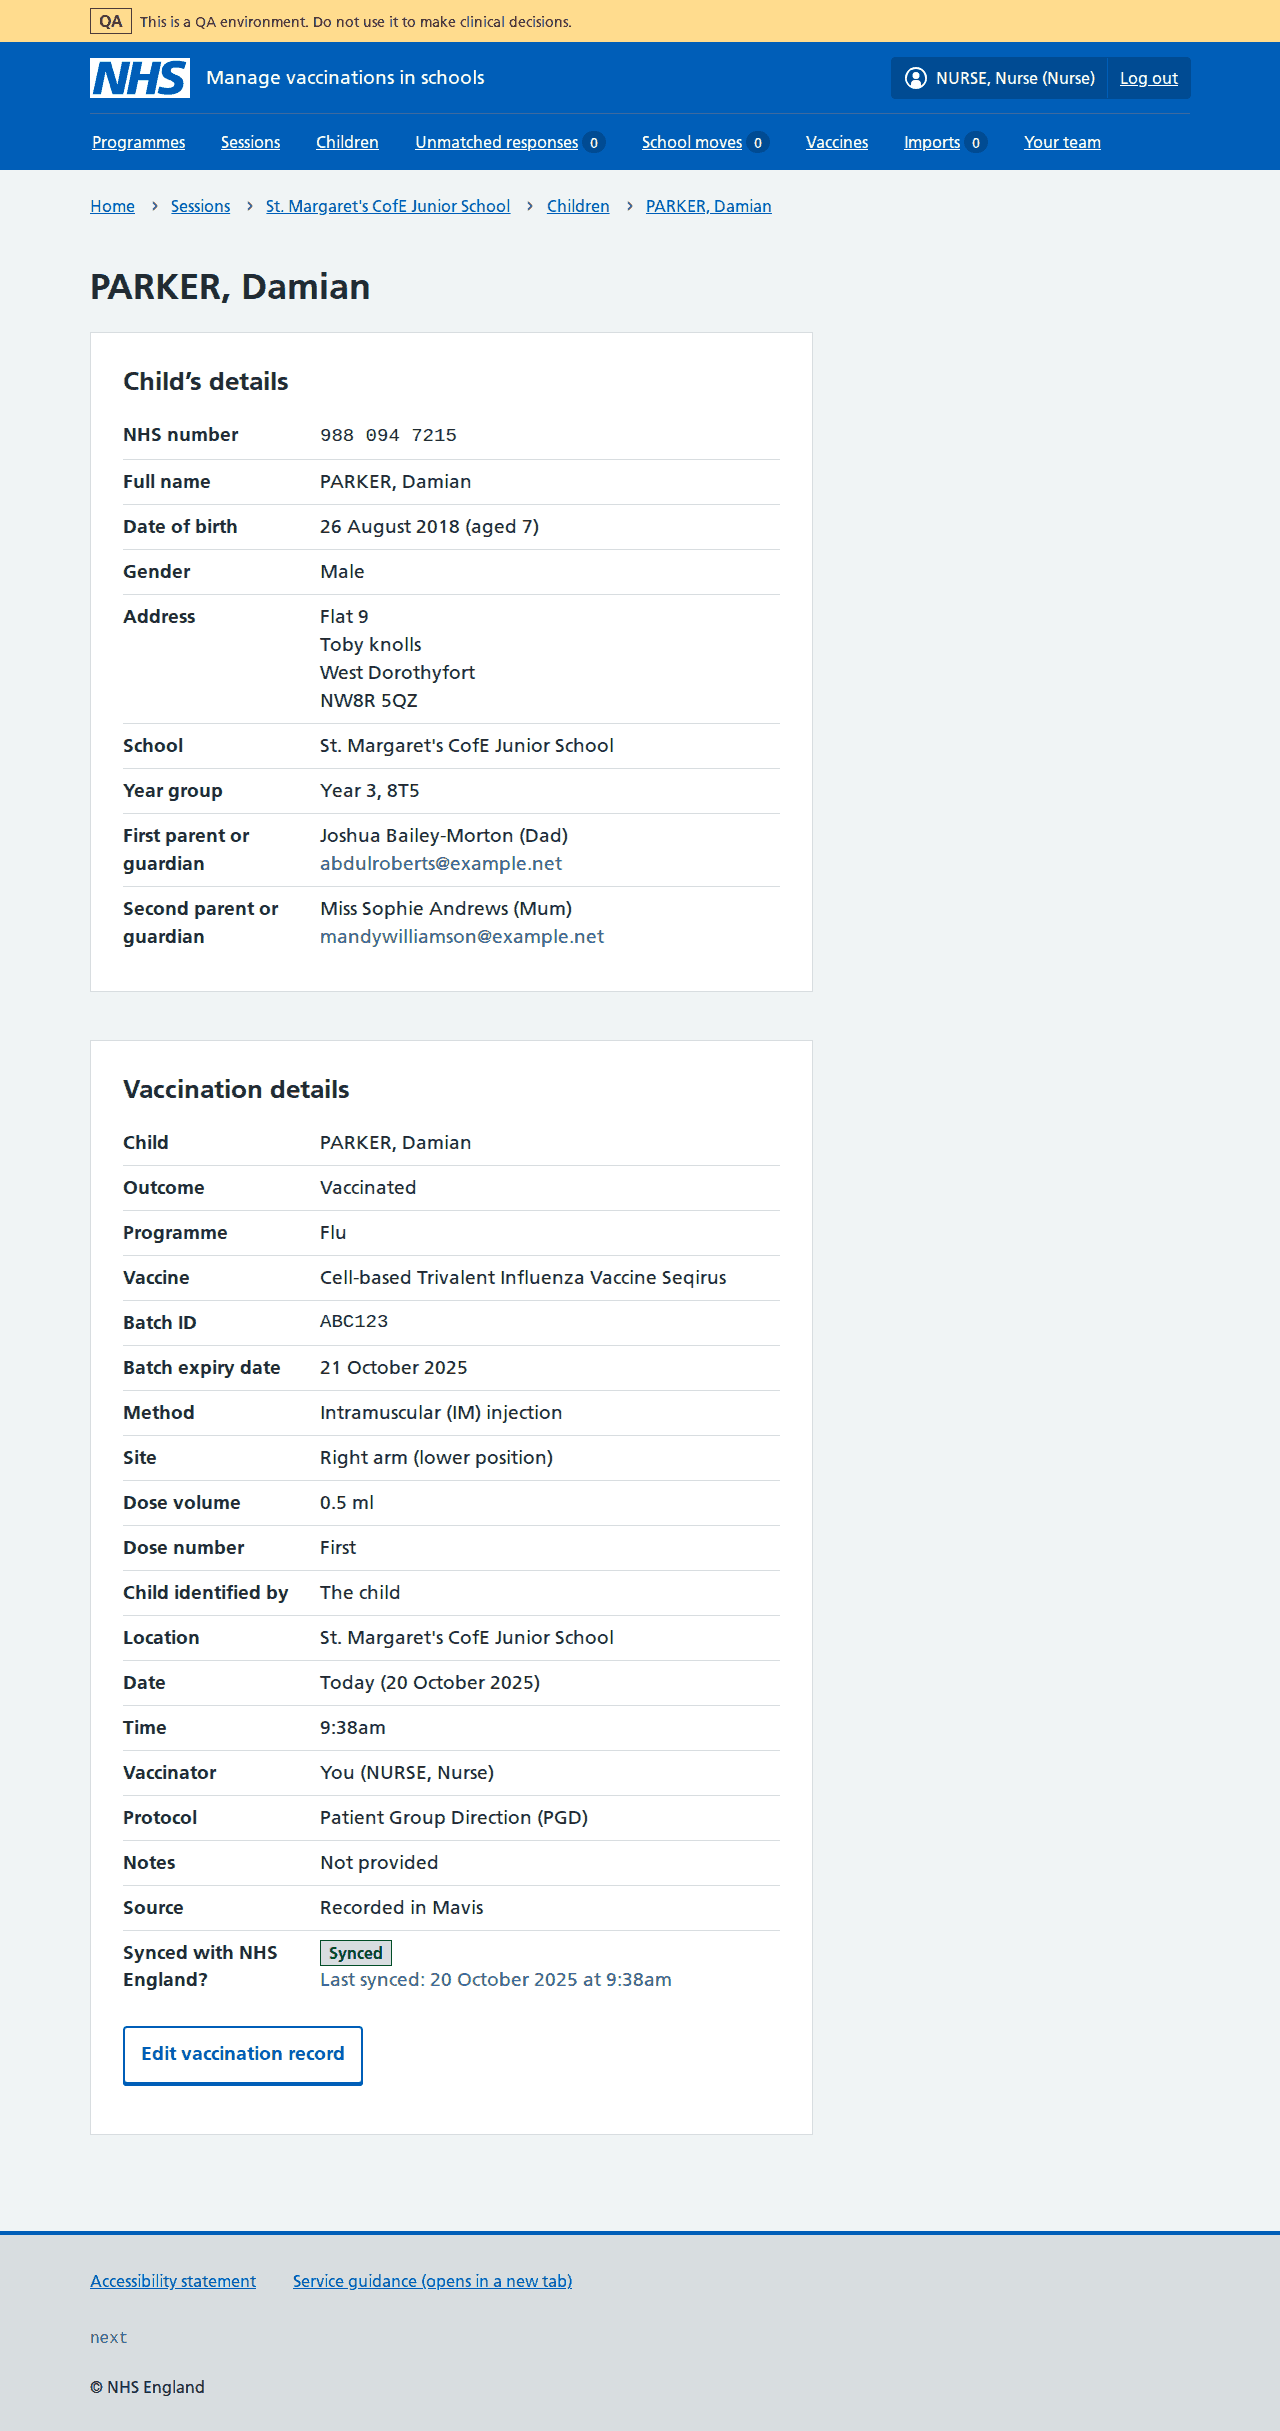 QA This is a QA environment. Do not use it to make clinical decisions.
NHS Manage vaccinations in schools NURSE, Nurse (Nurse) Log out
Programmes Sessions Children Unmatched responses 0 School moves 0 Vaccines Imports 0 Your team
Home › Sessions › St. Margaret's CofE Junior School › Children › PARKER, Damian
PARKER, Damian
Child’s details
NHS number 988 094 7215
Full name PARKER, Damian
Date of birth 26 August 2018 (aged 7)
Gender Male
Address Flat 9
Toby knolls
West Dorothyfort
NW8R 5QZ
School St. Margaret's CofE Junior School
Year group Year 3, 8T5
First parent or Joshua Bailey-Morton (Dad)
guardian abdulroberts@example.net
Second parent or Miss Sophie Andrews (Mum)
guardian mandywilliamson@example.net
Vaccination details
Child PARKER, Damian
Outcome Vaccinated
Programme Flu
Vaccine Cell-based Trivalent Influenza Vaccine Seqirus
Batch ID ABC123
Batch expiry date 21 October 2025
Method Intramuscular (IM) injection
Site Right arm (lower position)
Dose volume 0.5 ml
Dose number First
Child identified by The child
Location St. Margaret's CofE Junior School
Date Today (20 October 2025)
Time 9:38am
Vaccinator You (NURSE, Nurse)
Protocol Patient Group Direction (PGD)
Notes Not provided
Source Recorded in Mavis
Synced with NHS Synced
England? Last synced: 20 October 2025 at 9:38am
Edit vaccination record
Accessibility statement Service guidance (opens in a new tab)
next
© NHS England